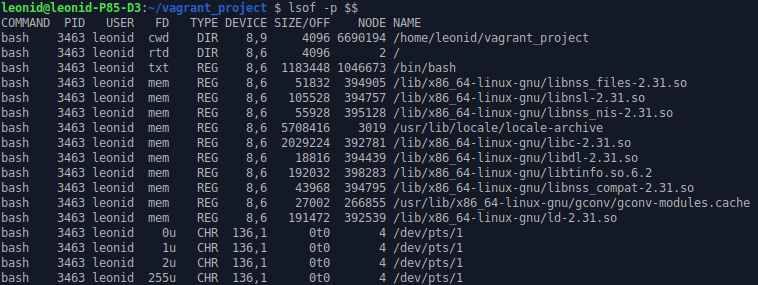 leonid@leonid-P85-D3:~/vagrant_project $ lsof -p $$
COMMAND  PID   USER   FD   TYPE DEVICE SIZE/OFF    NODE NAME
bash    3463 leonid  cwd    DIR    8,9     4096 6690194 /home/leonid/vagrant_project
bash    3463 leonid  rtd    DIR    8,6     4096       2 /
bash    3463 leonid  txt    REG    8,6  1183448 1046673 /bin/bash
bash    3463 leonid  mem    REG    8,6    51832  394905 /lib/x86_64-linux-gnu/libnss_files-2.31.so
bash    3463 leonid  mem    REG    8,6   105528  394757 /lib/x86_64-linux-gnu/libnsl-2.31.so
bash    3463 leonid  mem    REG    8,6    55928  395128 /lib/x86_64-linux-gnu/libnss_nis-2.31.so
bash    3463 leonid  mem    REG    8,6  5708416    3019 /usr/lib/locale/locale-archive
bash    3463 leonid  mem    REG    8,6  2029224  392781 /lib/x86_64-linux-gnu/libc-2.31.so
bash    3463 leonid  mem    REG    8,6    18816  394439 /lib/x86_64-linux-gnu/libdl-2.31.so
bash    3463 leonid  mem    REG    8,6   192032  398283 /lib/x86_64-linux-gnu/libtinfo.so.6.2
bash    3463 leonid  mem    REG    8,6    43968  394795 /lib/x86_64-linux-gnu/libnss_compat-2.31.so
bash    3463 leonid  mem    REG    8,6    27002  266855 /usr/lib/x86_64-linux-gnu/gconv/gconv-modules.cache
bash    3463 leonid  mem    REG    8,6   191472  392539 /lib/x86_64-linux-gnu/ld-2.31.so
bash    3463 leonid    0u   CHR  136,1      0t0       4 /dev/pts/1
bash    3463 leonid    1u   CHR  136,1      0t0       4 /dev/pts/1
bash    3463 leonid    2u   CHR  136,1      0t0       4 /dev/pts/1
bash    3463 leonid  255u   CHR  136,1      0t0       4 /dev/pts/1